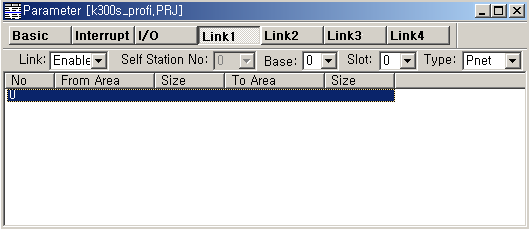 Parameter [k300s_profi,PRJ]
Basic Interrupt I/O Link1 Link2 Link3 Link4
Link: Enable Self Station No: 0 Base: 0 Slot: 0 Type: Pnet
No From Area Size To Area Size